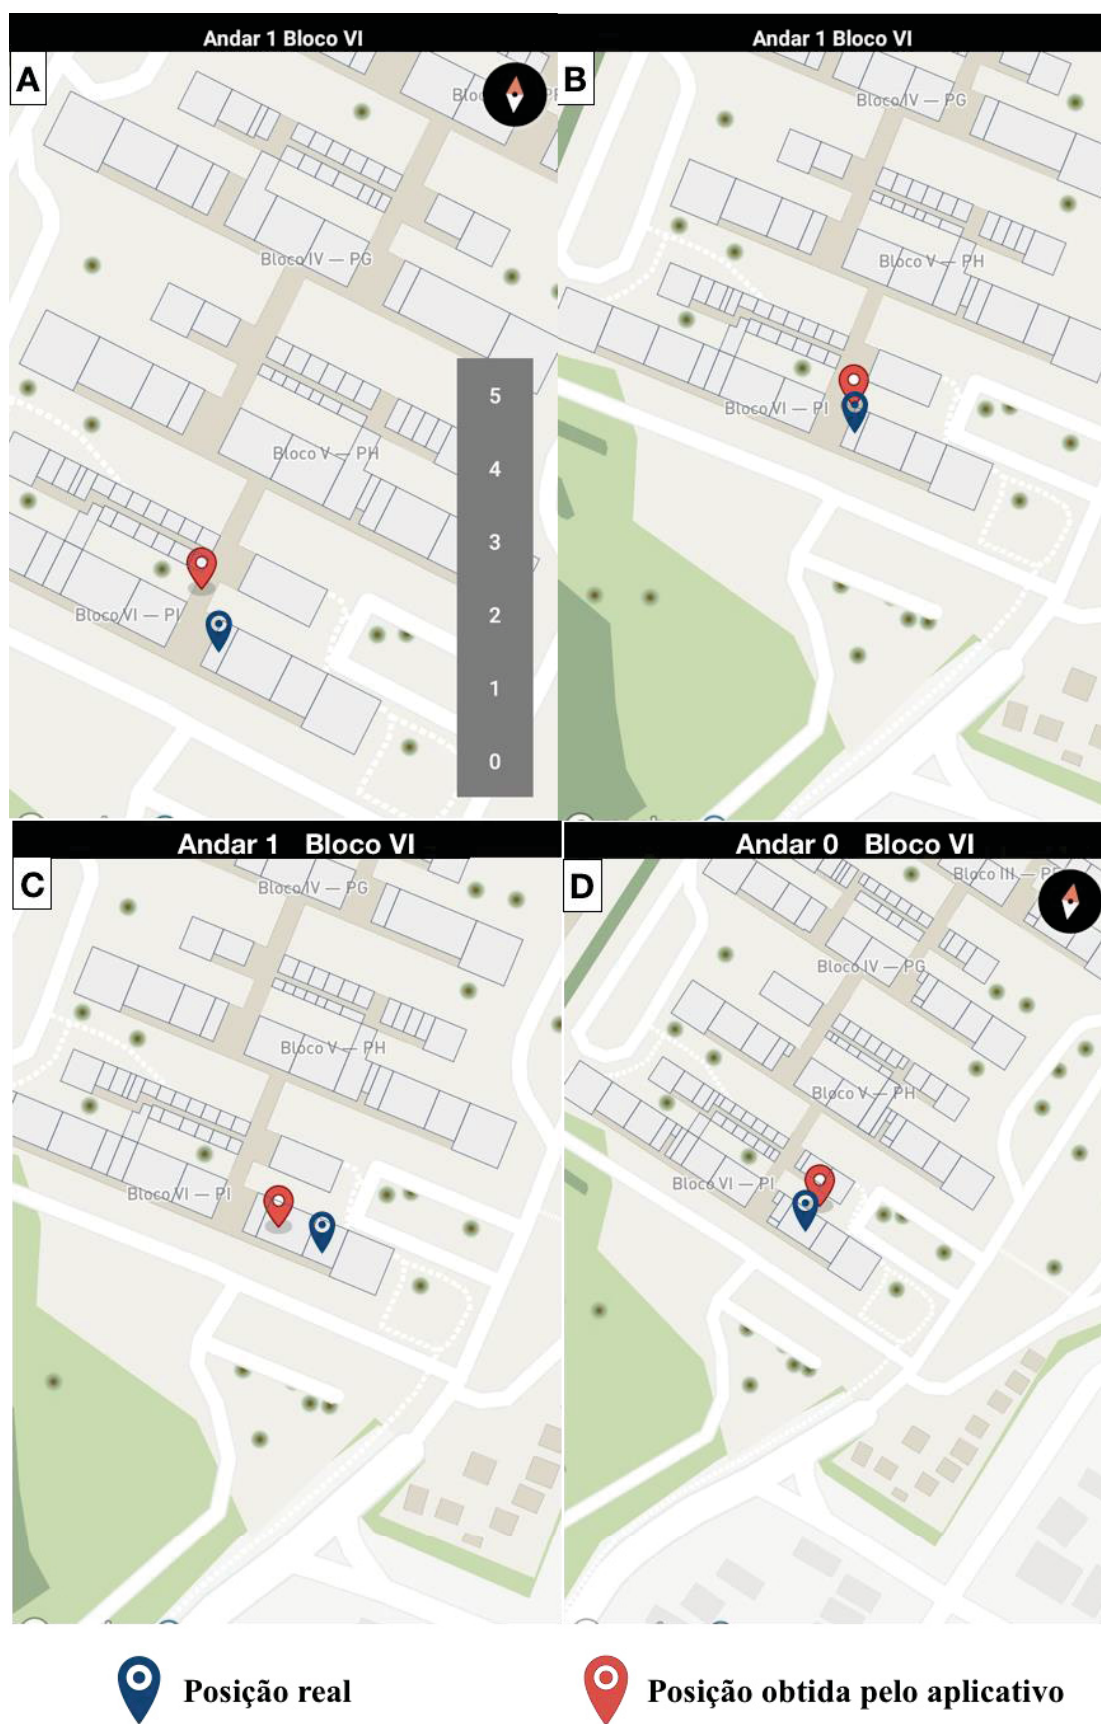 Andar 1 Bloco VI
A
Bloco IV — PG
Bloco V — PH
Bloco VI — PI
5
4
3
2
1
0
Andar 1 Bloco VI
B
Bloco IV — PG
Bloco V — PH
Bloco VI — PI
Andar 1 Bloco VI
C
Bloco IV — PG
Bloco V — PH
Bloco VI — PI
Andar 0 Bloco VI
D
Bloco III — PF
Bloco IV — PG
Bloco V — PH
Bloco VI — PI
Posição real
Posição obtida pelo aplicativo